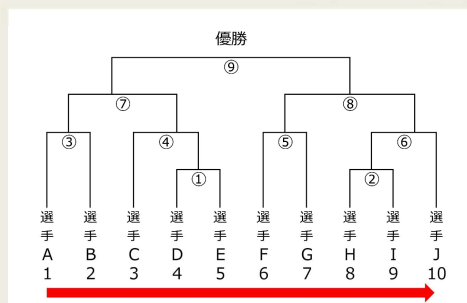 優勝
⑨
⑦ ⑧
③ ④ ⑤ ⑥
① ②
選手A1
選手B2
選手C3
選手D4
選手E5
選手F6
選手G7
選手H8
選手I9
選手J10